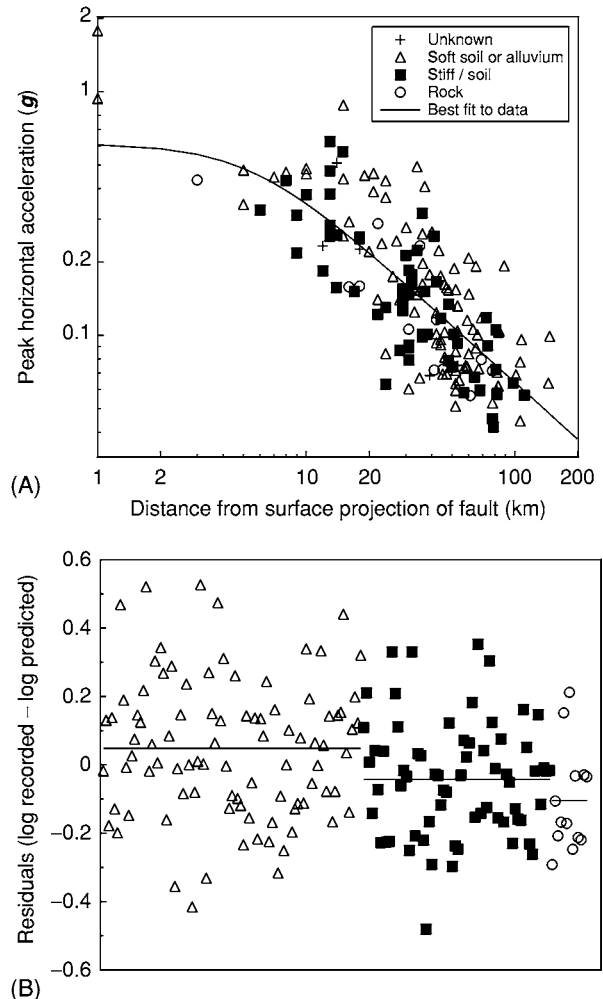 2
1
0.2
0.1
Peak horizontal acceleration (g)
Unknown
Soft soil or alluvium
Stiff / soil
Rock
Best fit to data
1 2 10 20 100 200
(A)
Distance from surface projection of fault (km)
0.6
0.4
0.2
0
−0.2
−0.4
−0.6
Residuals (log recorded – log predicted)
(B)